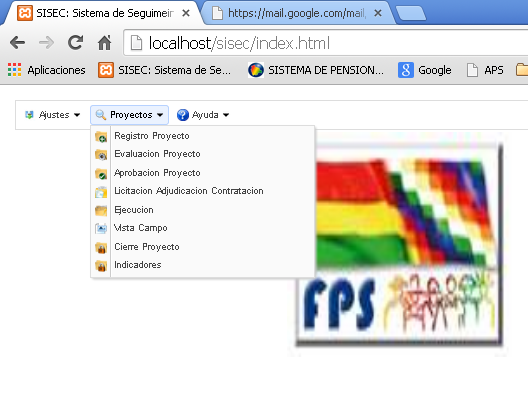 SISEC: Sistema de Seguimeir
https://mail.google.com/mail,
localhost/sisec/index.html
Aplicaciones
SISEC: Sistema de Se...
SISTEMA DE PENSION...
Google
APS
Ajustes
Proyectos
Ayuda
Registro Proyecto
Evaluacion Proyecto
Aprobacion Proyecto
Licitacion Adjudicacion Contratacion
Ejecucion
Vista Campo
Cierre Proyecto
Indicadores
FPS